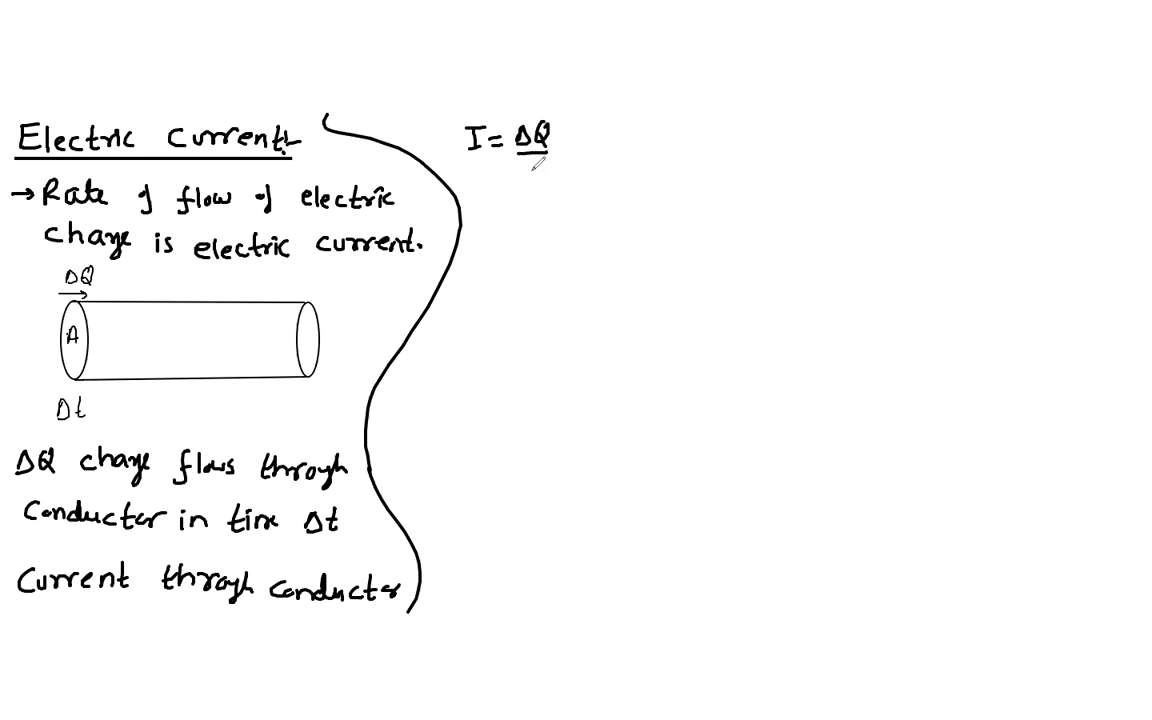 Electric Current:-
→ Rate of flow of electric
charge is electric current.
ΔQ
A
Δt
ΔQ charge flows through
Conductor in time Δt
Current through conductor
I = ΔQ